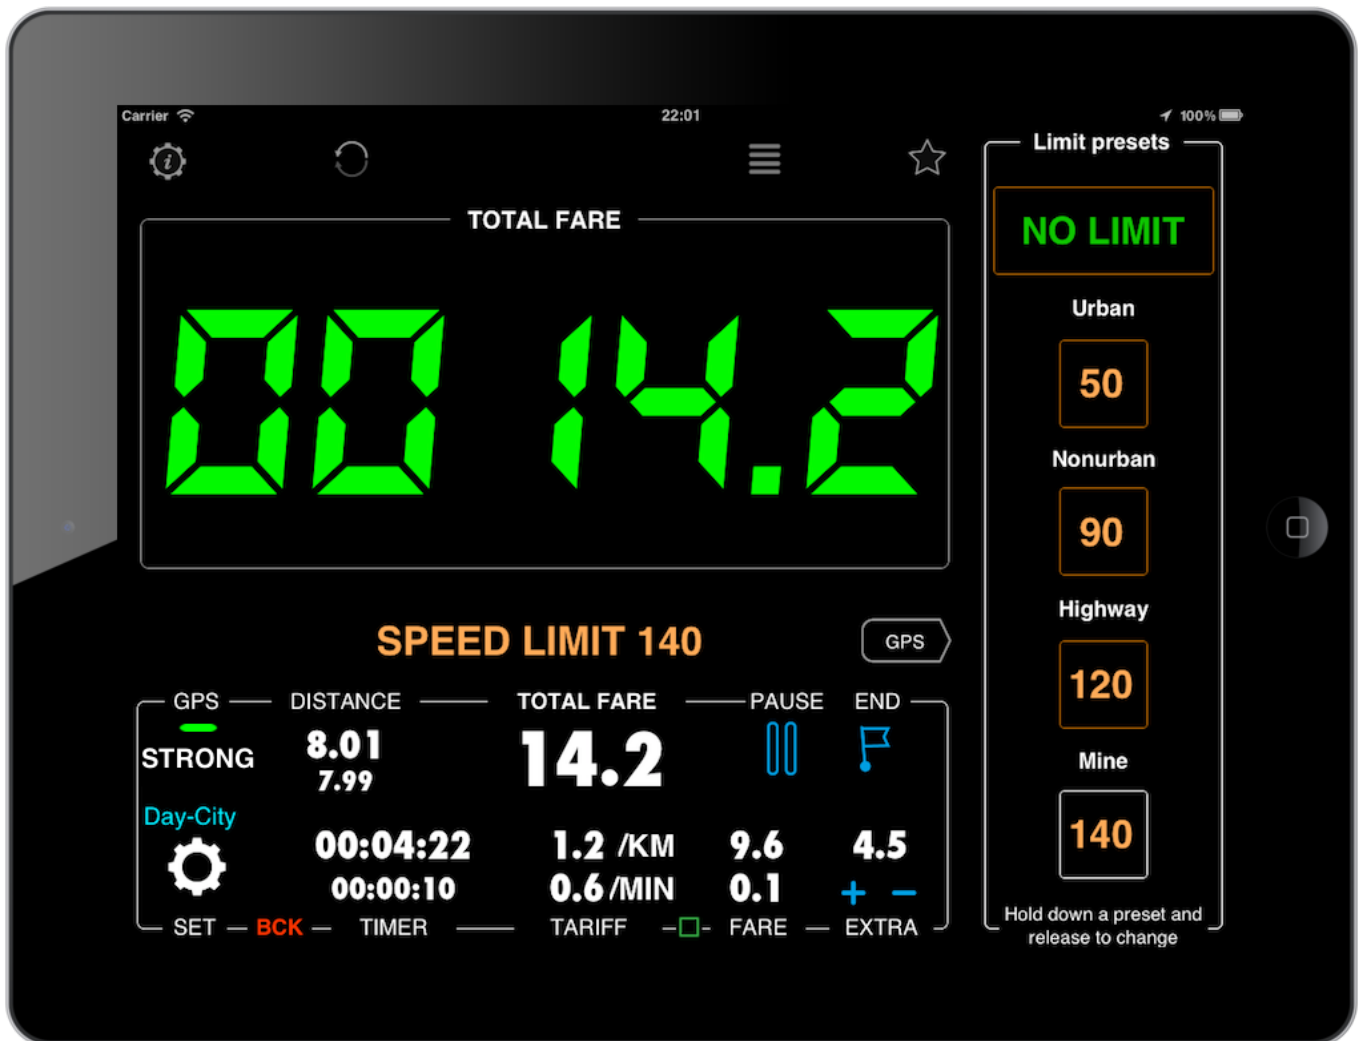 Carrier 22:01 100%
Limit presets
TOTAL FARE
NO LIMIT
0014.2
Urban
50
Nonurban
90
Highway
120
Mine
140
Hold down a preset and
release to change
SPEED LIMIT 140
GPS
GPS DISTANCE TOTAL FARE PAUSE END
STRONG 8.01 14.2
7.99
Day-City
00:04:22 1.2 /KM 9.6 4.5
00:00:10 0.6 /MIN 0.1 + −
SET BCK TIMER TARIFF FARE EXTRA